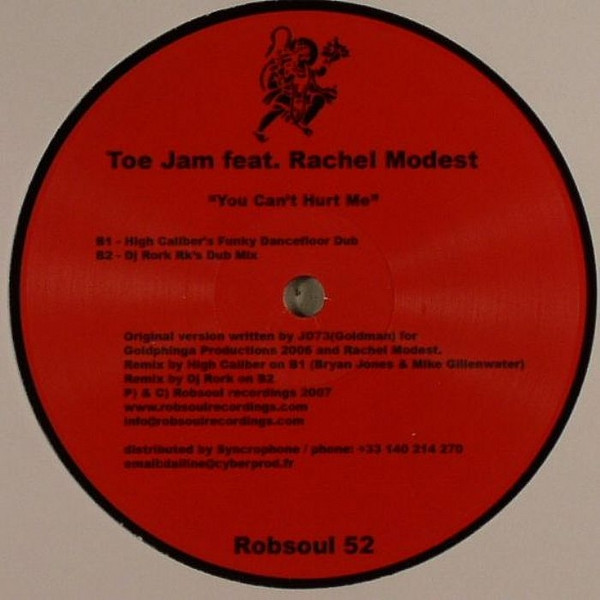 Toe Jam feat. Rachel Modest
"You Can't Hurt Me"
B1 - High Caliber's Funky Dancefloor Dub
B2 - Dj Rork Rk's Dub Mix
Original version written by JD73(Goldman) for
Goldphinga Productions 2006 and Rachel Modest.
Remix by High Caliber on B1 (Bryan Jones & Mike Gillenwater)
Remix by Dj Rork on B2
P) & C) Robsoul recordings 2007
www.robsoulrecordings.com
info@robsoulrecordings.com
distributed by Syncrophone / phone: +33 140 214 270
email:dailine@cyberprod.fr
Robsoul 52